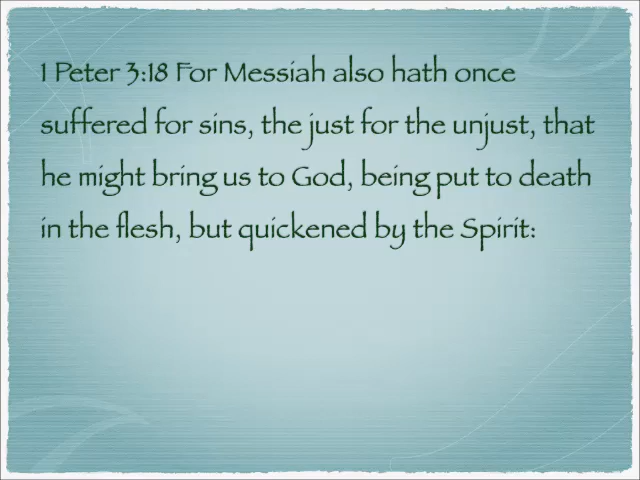 1 Peter 3:18 For Messiah also hath once
suffered for sins, the just for the unjust, that
he might bring us to God, being put to death
in the flesh, but quickened by the Spirit: